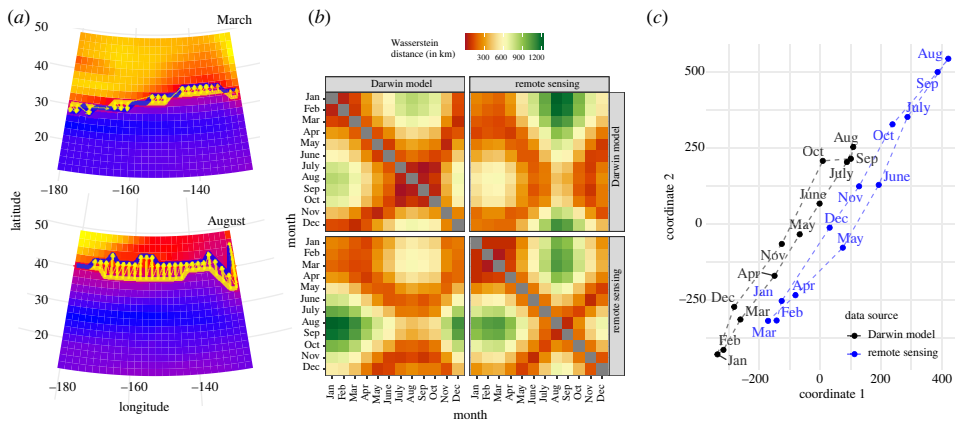 (a)
March
50
40
30
20
−180
−160
−140
August
50
40
30
20
−180
−160
−140
latitude
longitude
(b)
Wasserstein
distance (in km)
300 600 900 1200
Darwin model
remote sensing
Jan
Feb
Mar
Apr
May
June
July
Aug
Sep
Oct
Nov
Dec
Darwin model
month
Jan
Feb
Mar
Apr
May
June
July
Aug
Sep
Oct
Nov
Dec
remote sensing
Jan Feb Mar Apr May June July Aug Sep Oct Nov Dec
Jan Feb Mar Apr May June July Aug Sep Oct Nov Dec
month
(c)
500
250
0
−250
coordinate 2
Aug
Sep
July
Oct
Aug
Oct
Sep
July
June
June
Nov
Dec
May
Nov
Apr
Jan
Apr
Dec
Mar
Feb
Mar
Feb
Jan
data source
Darwin model
remote sensing
−200 0 200 400
coordinate 1